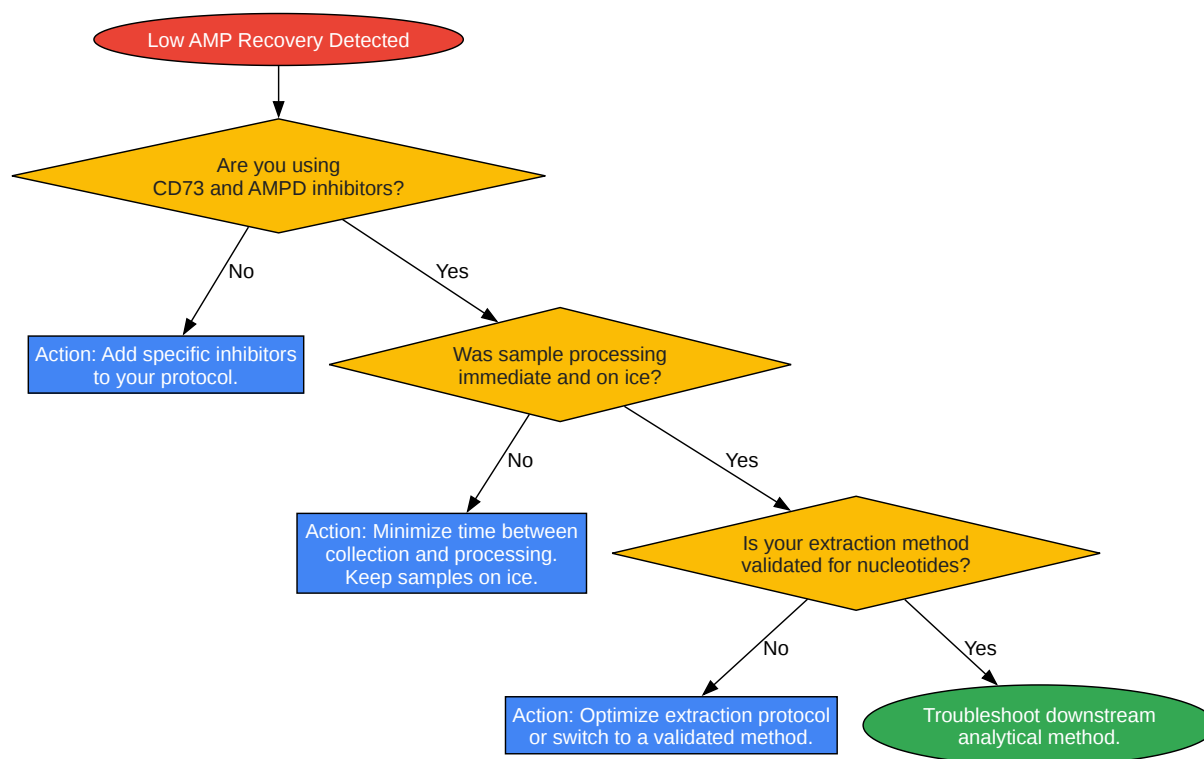 Low AMP Recovery Detected
Are you using
CD73 and AMPD inhibitors?
No
Yes
Action: Add specific inhibitors
to your protocol.
Was sample processing
immediate and on ice?
No
Yes
Action: Minimize time between
collection and processing.
Keep samples on ice.
Is your extraction method
validated for nucleotides?
No
Yes
Action: Optimize extraction protocol
or switch to a validated method.
Troubleshoot downstream
analytical method.